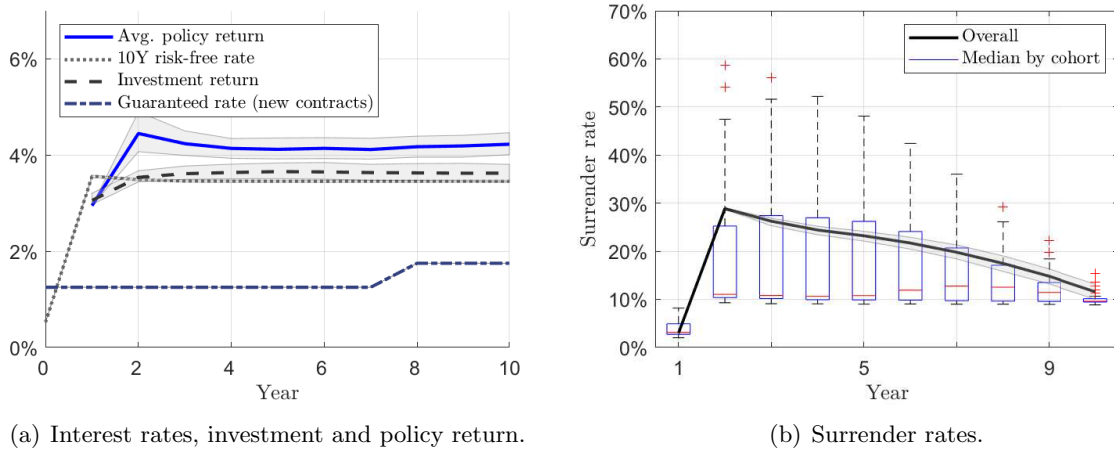 6%
4%
2%
0%
Avg. policy return
10Y risk-free rate
Investment return
Guaranteed rate (new contracts)
0 2 4 6 8 10
Year
(a) Interest rates, investment and policy return.
70%
60%
50%
40%
30%
20%
10%
0%
Surrender rate
Overall
Median by cohort
1 5 9
Year
(b) Surrender rates.